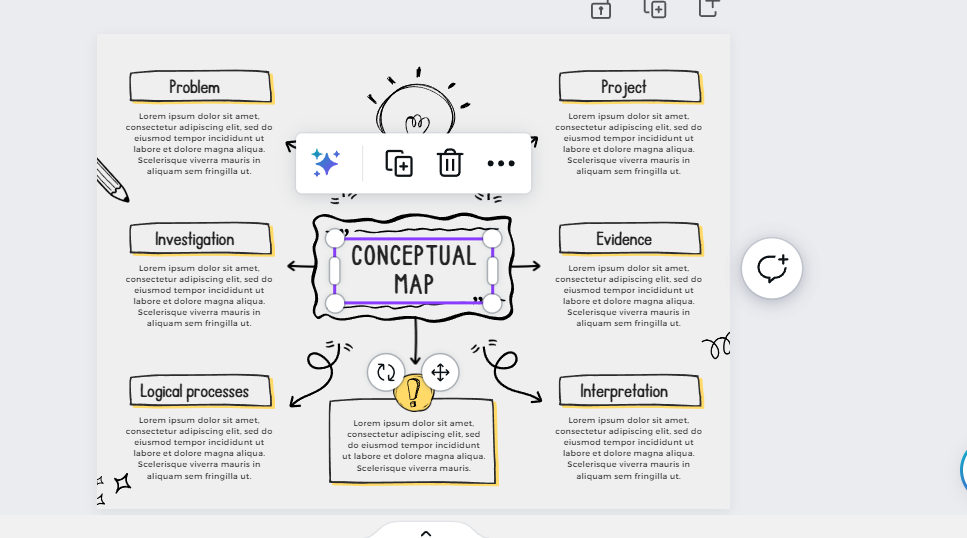 Problem
Lorem ipsum dolor sit amet,
consectetur adipiscing elit, sed do
eiusmod tempor incididunt ut
labore et dolore magna aliqua.
Scelerisque viverra mauris in
aliquam sem fringilla ut.
Project
Lorem ipsum dolor sit amet,
consectetur adipiscing elit, sed do
eiusmod tempor incididunt ut
labore et dolore magna aliqua.
Scelerisque viverra mauris in
aliquam sem fringilla ut.
Investigation
Lorem ipsum dolor sit amet,
consectetur adipiscing elit, sed do
eiusmod tempor incididunt ut
labore et dolore magna aliqua.
Scelerisque viverra mauris in
aliquam sem fringilla ut.
CONCEPTUAL
MAP
Evidence
Lorem ipsum dolor sit amet,
consectetur adipiscing elit, sed do
eiusmod tempor incididunt ut
labore et dolore magna aliqua.
Scelerisque viverra mauris in
aliquam sem fringilla ut.
Logical processes
Lorem ipsum dolor sit amet,
consectetur adipiscing elit, sed do
eiusmod tempor incididunt ut
labore et dolore magna aliqua.
Scelerisque viverra mauris in
aliquam sem fringilla ut.
!
Lorem ipsum dolor sit amet,
consectetur adipiscing elit, sed
do eiusmod tempor incididunt
ut labore et dolore magna aliqua.
Scelerisque viverra mauris.
Interpretation
Lorem ipsum dolor sit amet,
consectetur adipiscing elit, sed do
eiusmod tempor incididunt ut
labore et dolore magna aliqua.
Scelerisque viverra mauris in
aliquam sem fringilla ut.